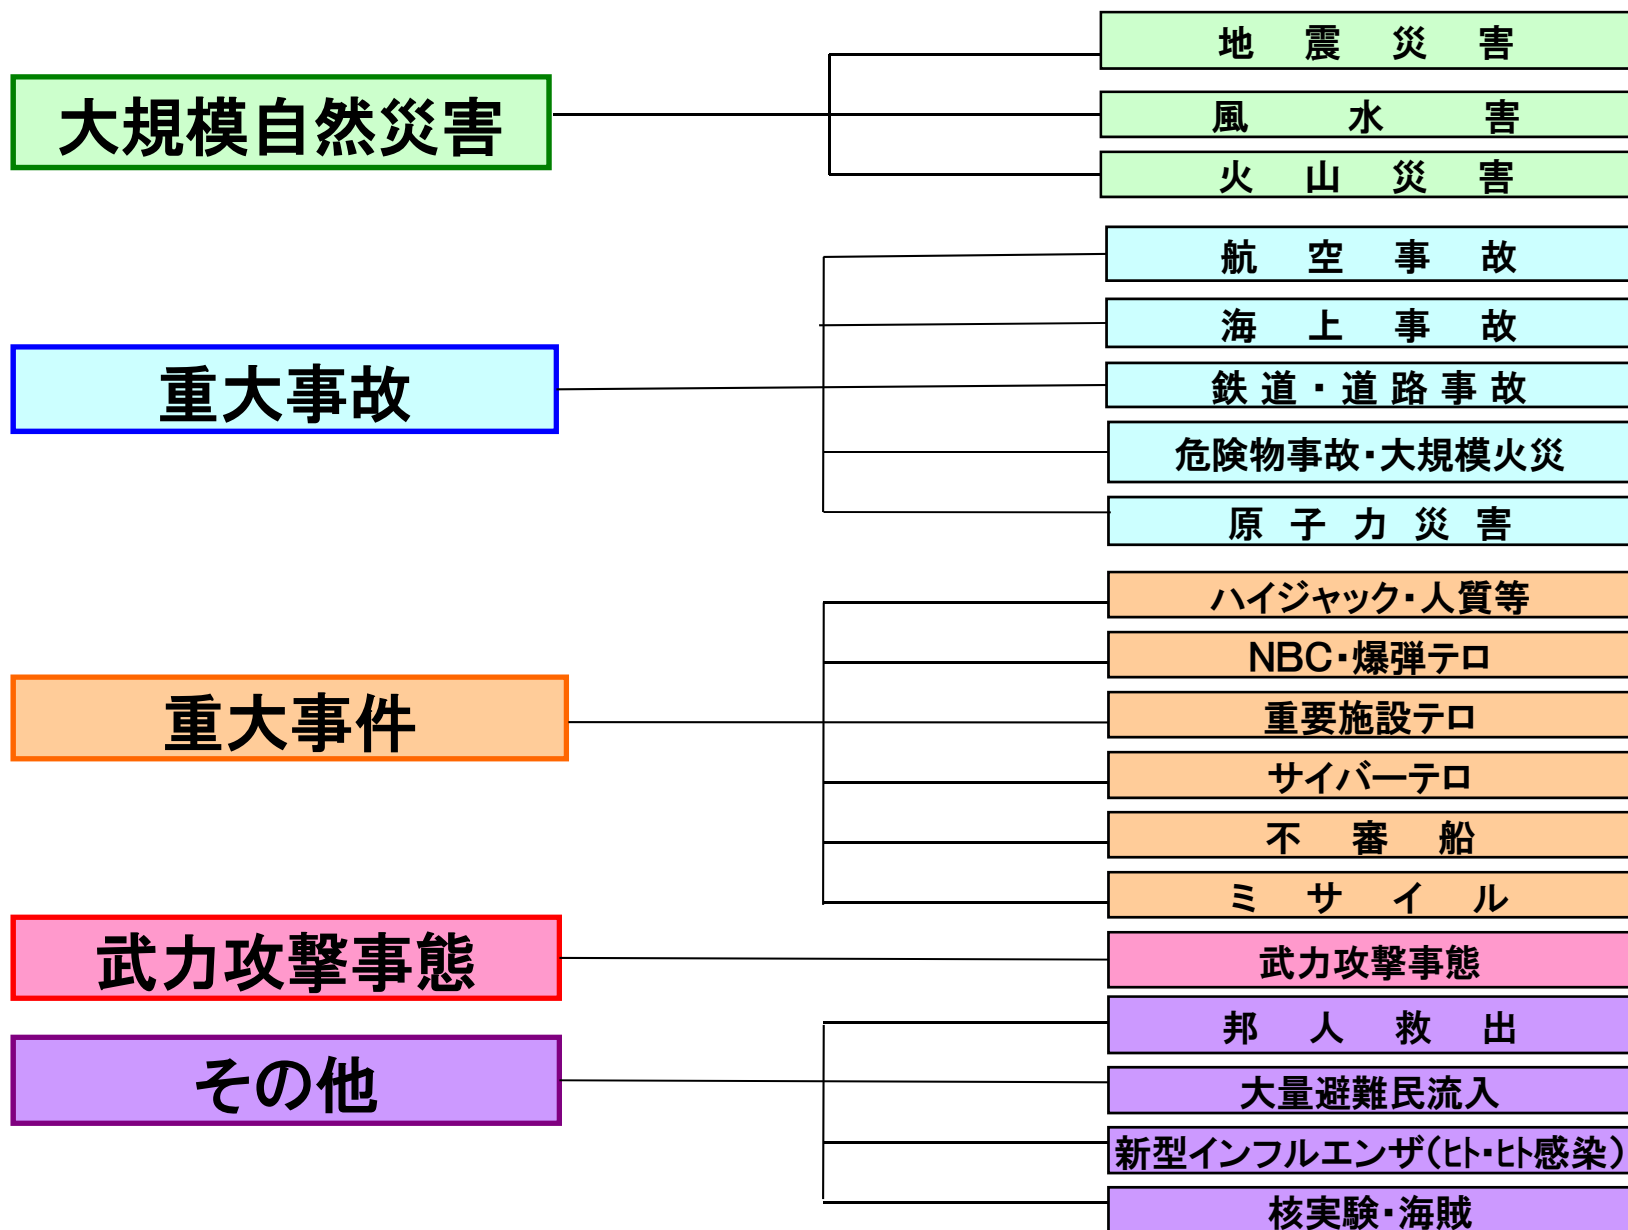 大規模自然災害
地震災害
風水害
火山災害
重大事故
航空事故
海上事故
鉄道・道路事故
危険物事故・大規模火災
原子力災害
重大事件
ハイジャック・人質等
NBC・爆弾テロ
重要施設テロ
サイバーテロ
不審船
ミサイル
武力攻撃事態
武力攻撃事態
その他
邦人救出
大量避難民流入
新型インフルエンザ(ﾋﾄ・ﾋﾄ感染)
核実験・海賊